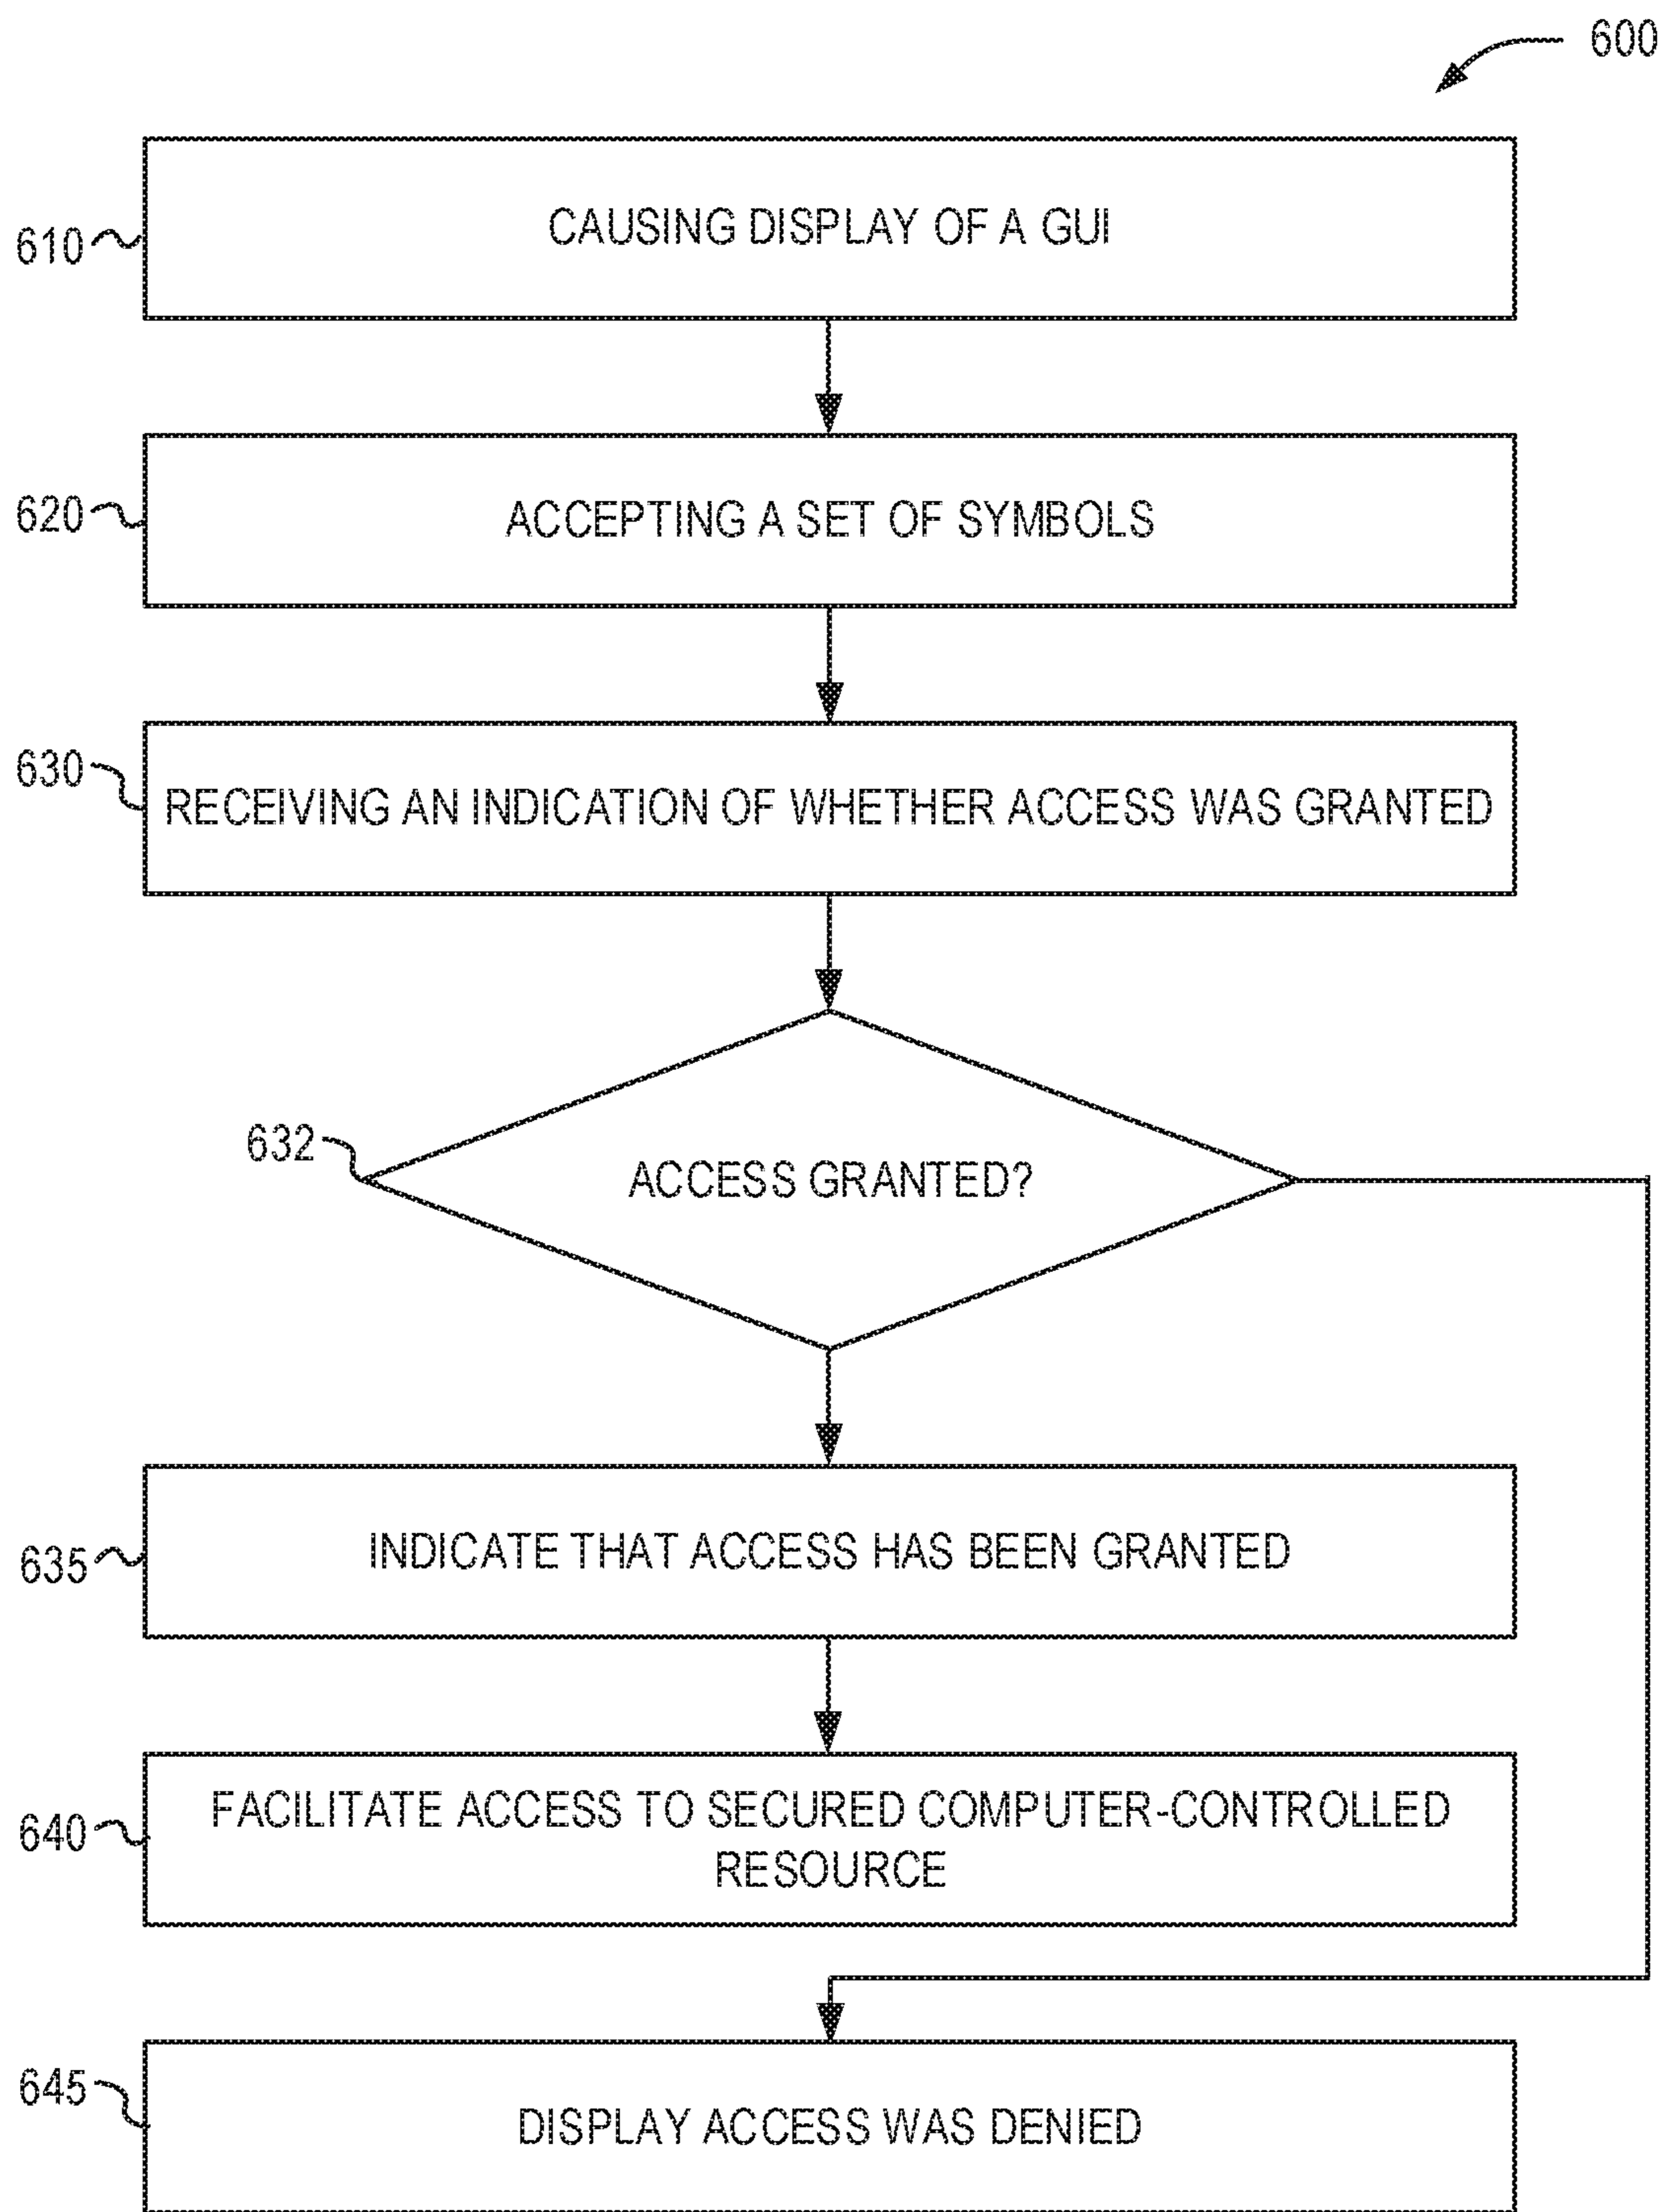 600
CAUSING DISPLAY OF A GUI
610
ACCEPTING A SET OF SYMBOLS
620
630
RECEIVING AN INDICATION OF WHETHER ACCESS WAS GRANTED
632
ACCESS GRANTED?
INDICATE THAT ACCESS HAS BEEN GRANTED
635
FACILITATE ACCESS TO SECURED COMPUTER-CONTROLLED
RESOURCE
640
645
DISPLAY ACCESS WAS DENIED